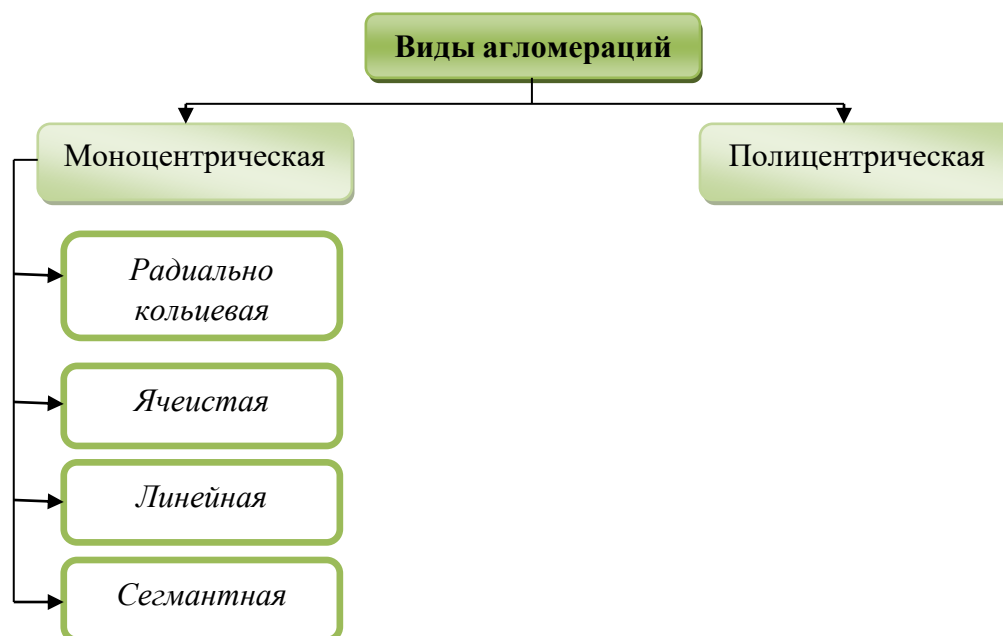 Виды агломераций
Моноцентрическая
Полицентрическая
Радиально
кольцевая
Ячеистая
Линейная
Сегмантная